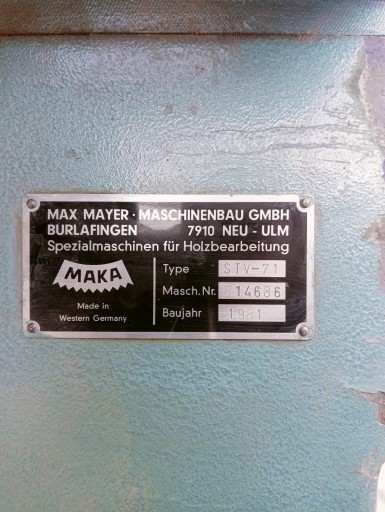 MAX MAYER · MASCHINENBAU GMBH
BURLAFINGEN 7910 NEU - ULM
Spezialmaschinen für Holzbearbeitung
MAKA
Made in
Western Germany
Type STV-71
Masch.Nr.
Baujahr 1981